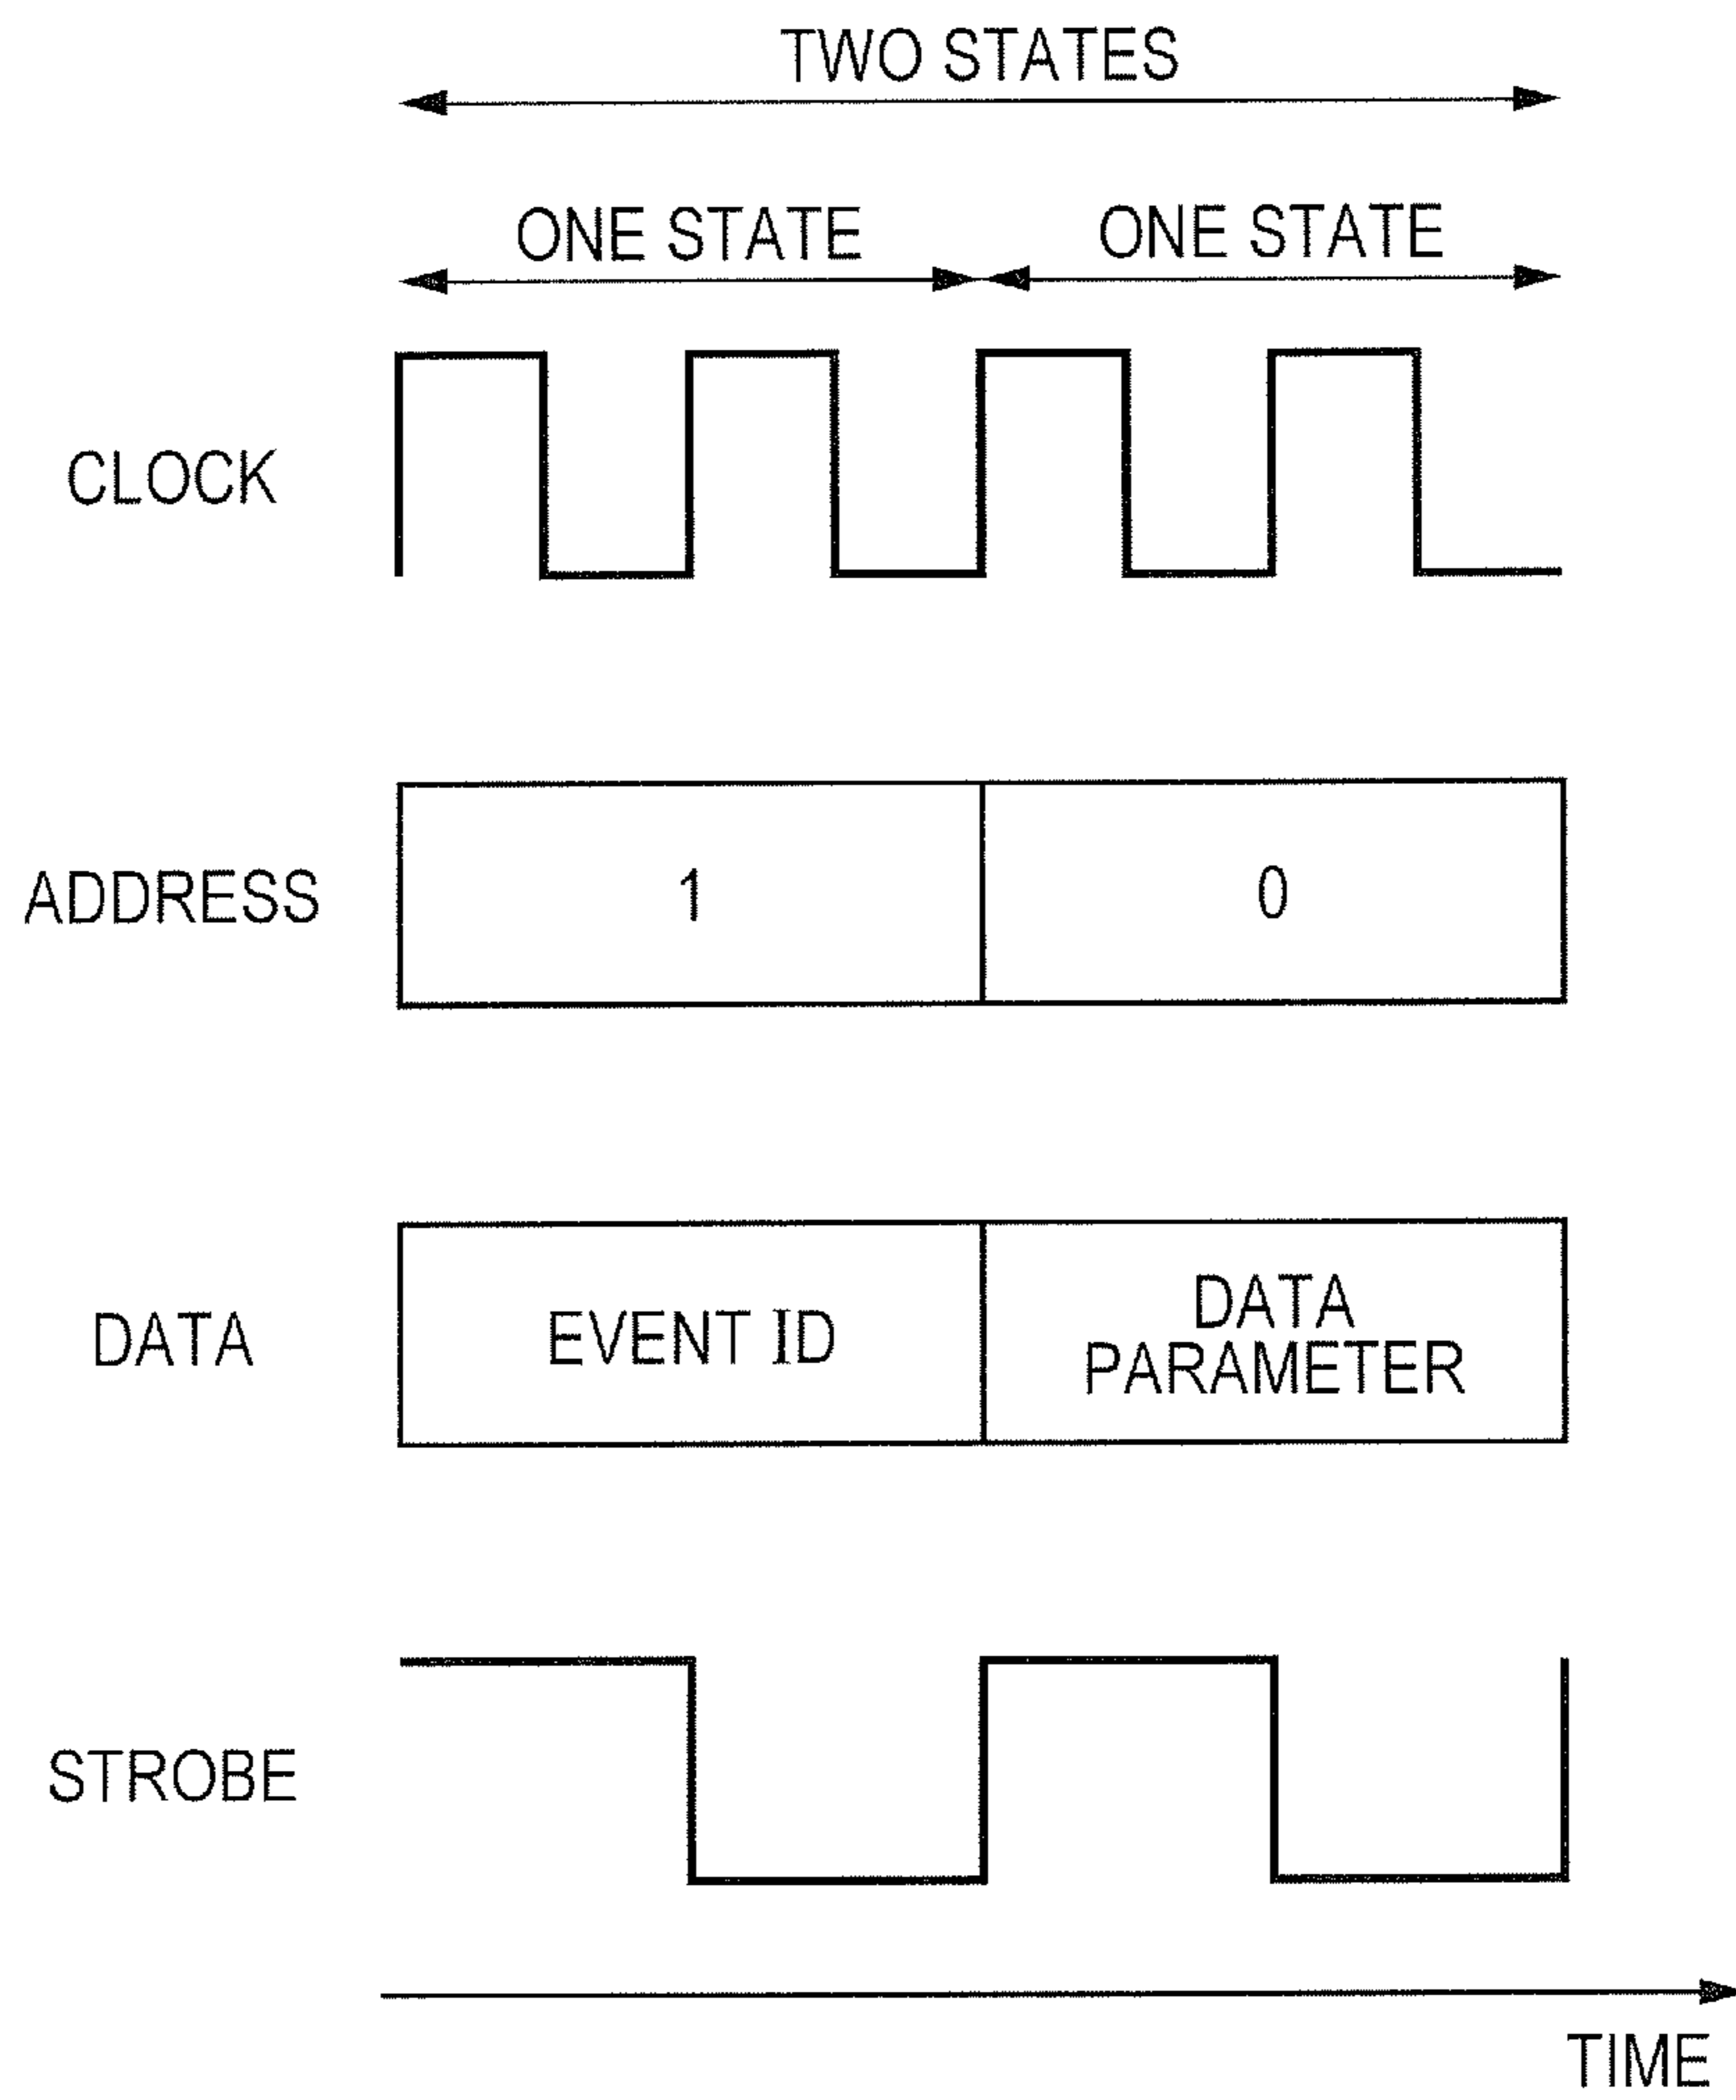 TWO STATES
ONE STATE
ONE STATE
CLOCK
ADDRESS
1
0
DATA
EVENT ID
DATA
PARAMETER
STROBE
TIME